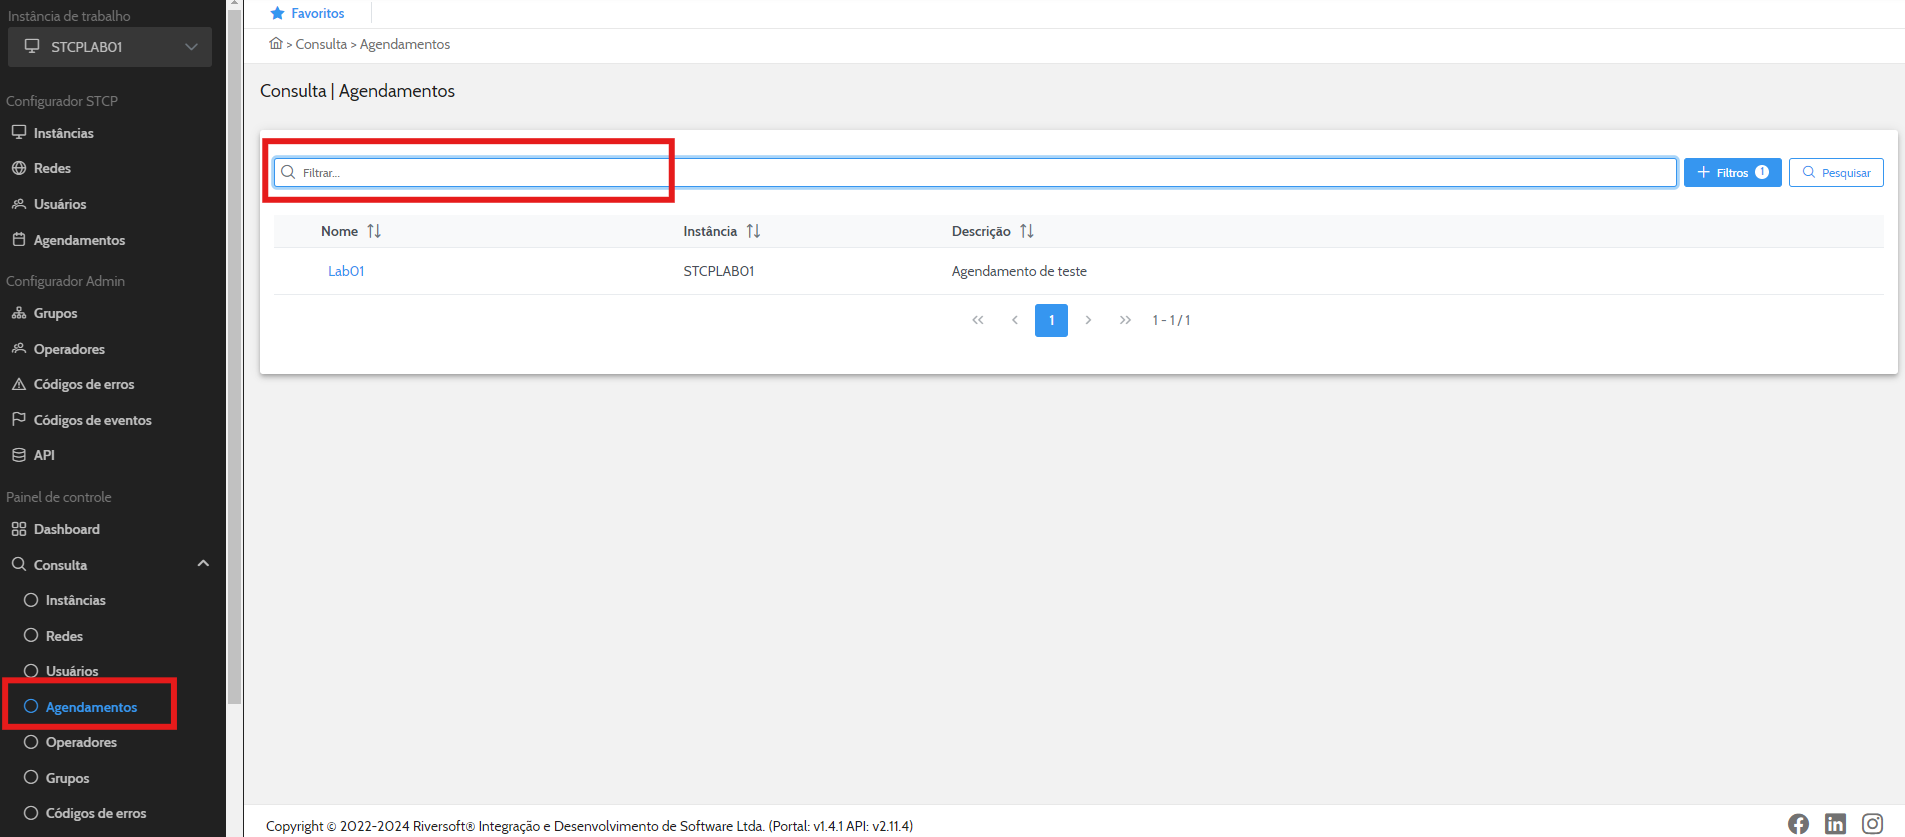 Instância de trabalho
STCPLAB01
Configurador STCP
Instâncias
Redes
Usuários
Agendamentos
Configurador Admin
Grupos
Operadores
Códigos de erros
Códigos de eventos
API
Painel de controle
Dashboard
Consulta
Instâncias
Redes
Usuários
Agendamentos
Operadores
Grupos
Códigos de erros
Favoritos
> Consulta > Agendamentos
Consulta | Agendamentos
Filtrar...
Filtros 1
Pesquisar
Nome Instância Descrição
Lab01 STCPLAB01 Agendamento de teste
1 1 - 1 / 1
Copyright © 2022-2024 Riversoft® Integração e Desenvolvimento de Software Ltda. (Portal: v1.4.1 API: v2.11.4)